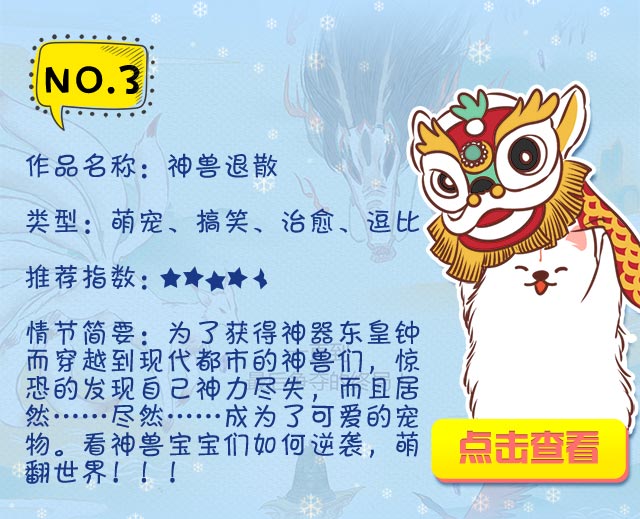 NO.3
作品名称：神兽退散
类型：萌宠、搞笑、治愈、逗比
推荐指数：
情节简要：为了获得神器东皇钟
而穿越到现代都市的神兽们，惊
恐的发现自己神力尽失，而且居
然……尽然……成为了可爱的宠
物。看神兽宝宝们如何逆袭，萌
翻世界！！！
点击查看